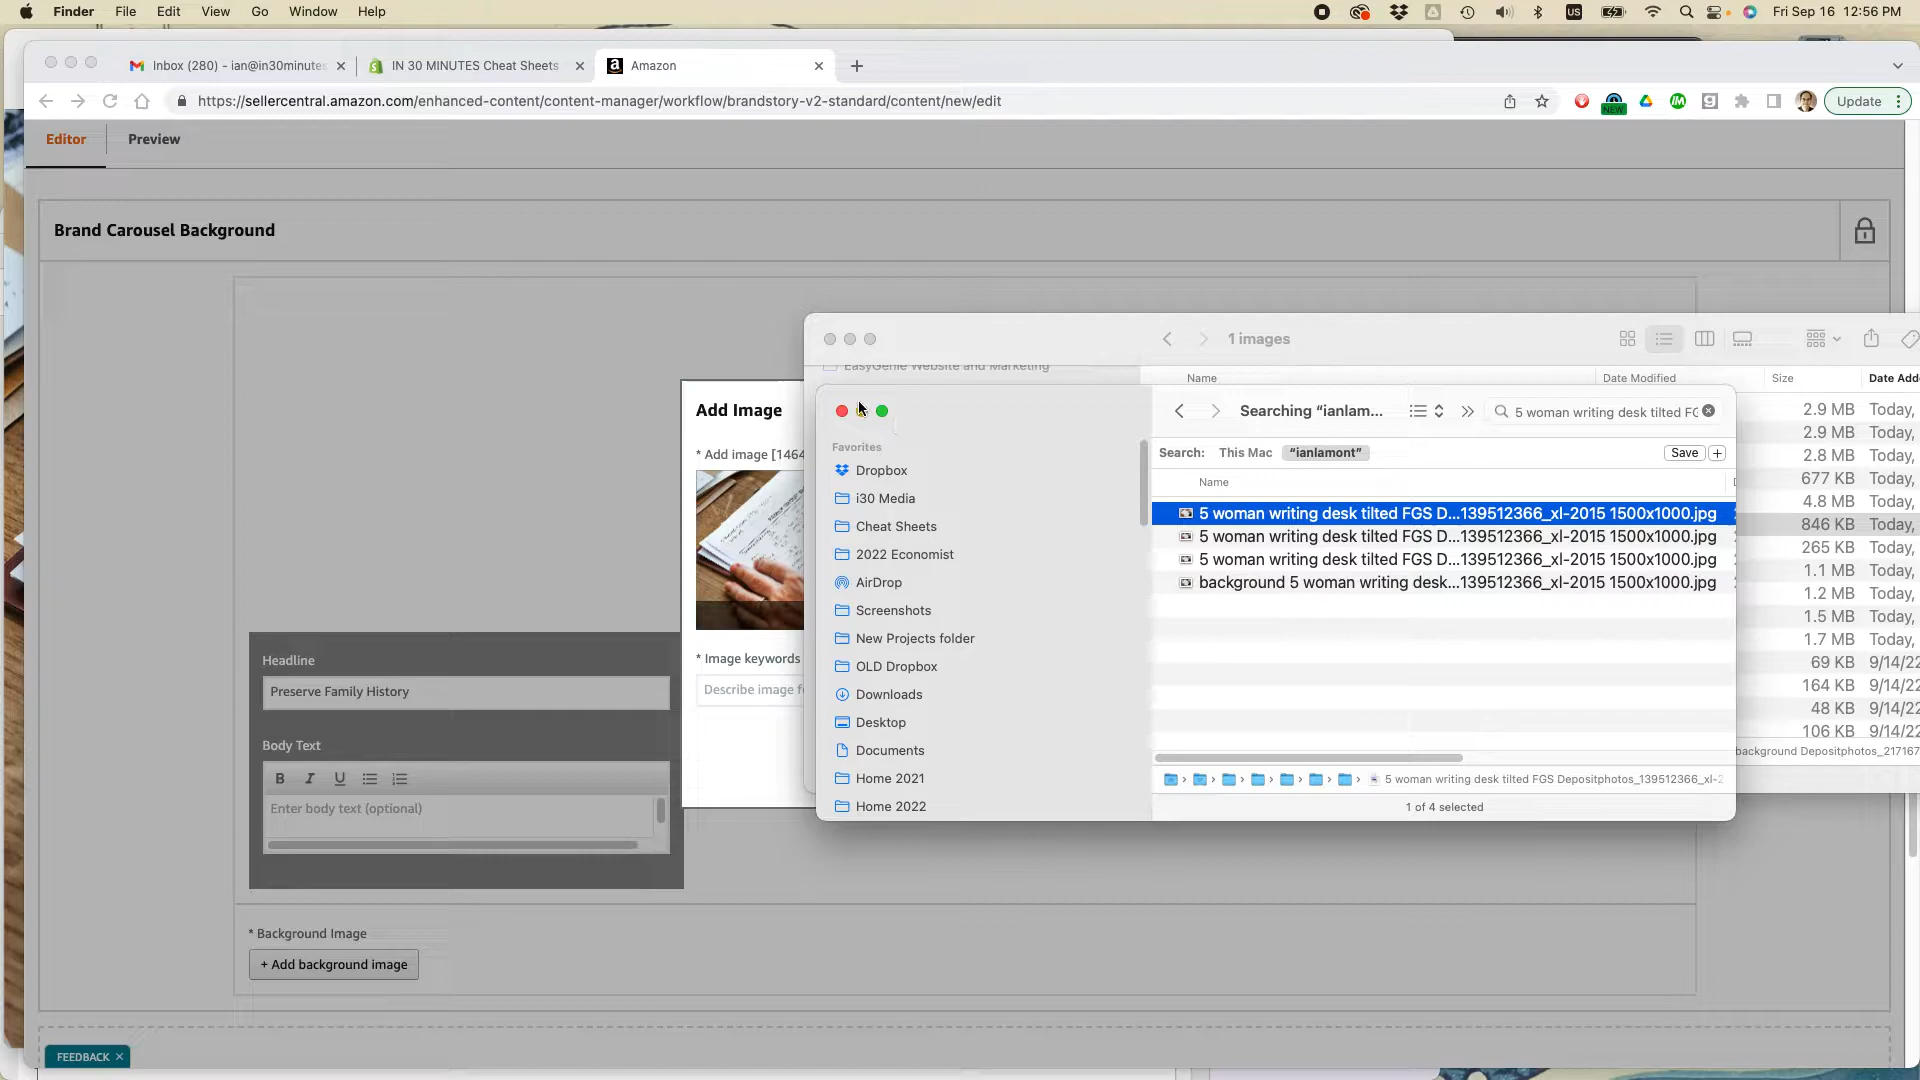 Finder File Edit View Go Window Help
US
Fri Sep 16 12:56 PM
Inbox (280) - ian@in30minutes
IN 30 MINUTES Cheat Sheets
Amazon
https://sellercentral.amazon.com/enhanced-content/content-manager/workflow/brandstory-v2-standard/content/new/edit
NEW
Update
Editor
Preview
Brand Carousel Background
1 images
EasyGenie Website and Marketing
Name
Date Modified
Size
Date Add
Add Image
Searching “ianlam...
5 woman writing desk tilted FG
* Add image [1464
Favorites
Search: This Mac “ianlamont”
Save
Name
Dropbox
i30 Media
Cheat Sheets
2022 Economist
AirDrop
Screenshots
New Projects folder
OLD Dropbox
Downloads
Desktop
Documents
Home 2021
Home 2022
5 woman writing desk tilted FGS D...139512366_xl-2015 1500x1000.jpg
5 woman writing desk tilted FGS D...139512366_xl-2015 1500x1000.jpg
5 woman writing desk tilted FGS D...139512366_xl-2015 1500x1000.jpg
background 5 woman writing desk...139512366_xl-2015 1500x1000.jpg
2.9 MB Today,
2.9 MB Today,
2.8 MB Today,
677 KB Today,
4.8 MB Today,
846 KB Today,
265 KB Today,
1.1 MB Today,
1.2 MB Today,
1.5 MB Today,
1.7 MB Today,
69 KB 9/14/22
164 KB 9/14/22
48 KB 9/14/22
106 KB 9/14/22
background Depositphotos_217167
5 woman writing desk tilted FGS Depositphotos_139512366_xl-2
1 of 4 selected
* Image keywords
Describe image f
Headline
Preserve Family History
Body Text
B I U
Enter body text (optional)
* Background Image
+ Add background image
FEEDBACK